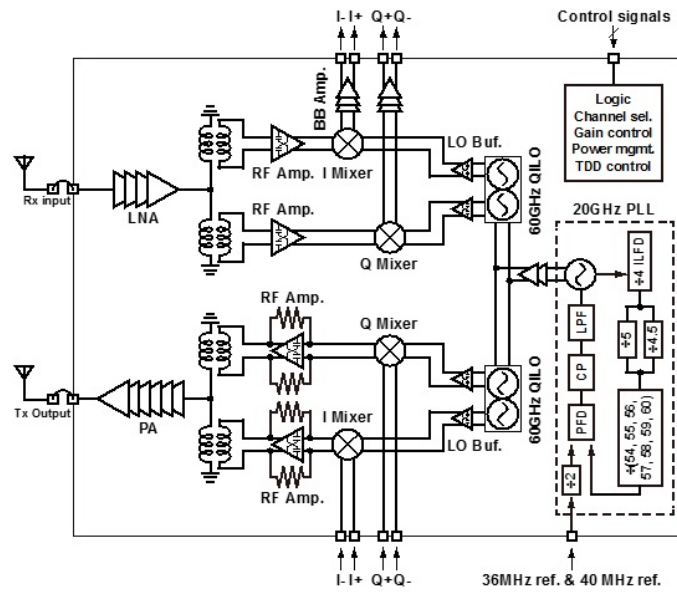 I- I+ Q+ Q-
Control signals
BB Amp.
Logic
Channel sel.
Gain control
Power mgmt.
TDD control
LO Buf.
RF Amp. I Mixer
Rx input
LNA
RF Amp.
60GHz QILO
20GHz PLL
Q Mixer
÷4 ILFD
RF Amp.
Q Mixer
LPF
÷5
÷4.5
CP
60GHz QILO
Tx Output
PA
I Mixer
PFD
÷(54, 55, 56,
57, 58, 59, 60)
LO Buf.
÷2
RF Amp.
I- I+ Q+ Q-
36MHz ref. & 40 MHz ref.